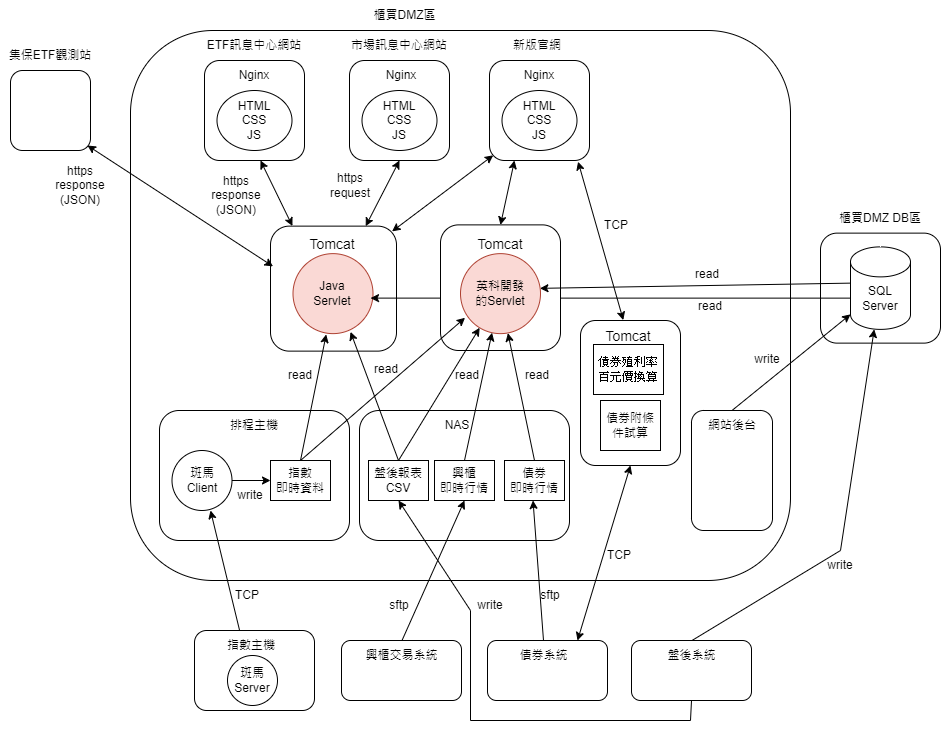 櫃買DMZ區
集保ETF觀測站
ETF訊息中心網站
市場訊息中心網站
新版官網
Nginx
HTML
CSS
JS
Nginx
HTML
CSS
JS
Nginx
HTML
CSS
JS
https
response
(JSON)
https
response
(JSON)
https
request
TCP
櫃買DMZ DB區
Tomcat
Java
Servlet
Tomcat
英科開發
的Servlet
read
read
SQL
Server
Tomcat
債券殖利率
百元價換算
債券附條
件試算
write
read
read
read
read
排程主機
NAS
網站後台
斑馬
Client
write
指數
即時資料
盤後報表
CSV
興櫃
即時行情
債券
即時行情
TCP
sftp
write
sftp
TCP
write
指數主機
斑馬
Server
興櫃交易系統
債券系統
盤後系統